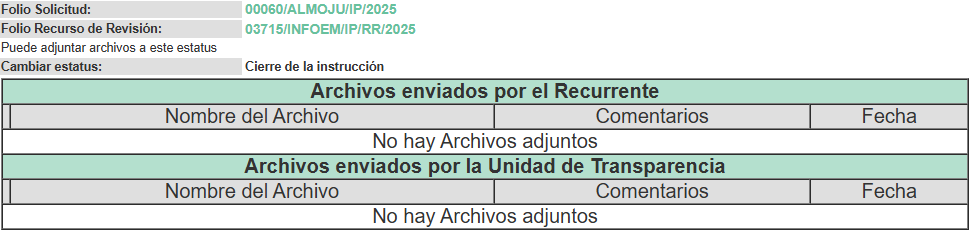 Folio Solicitud: 00060/ALMOJU/IP/2025
Folio Recurso de Revisión: 03715/INFOEM/IP/RR/2025
Puede adjuntar archivos a este estatus
Cambiar estatus: Cierre de la instrucción
Archivos enviados por el Recurrente
Nombre del Archivo Comentarios Fecha
No hay Archivos adjuntos
Archivos enviados por la Unidad de Transparencia
Nombre del Archivo Comentarios Fecha
No hay Archivos adjuntos